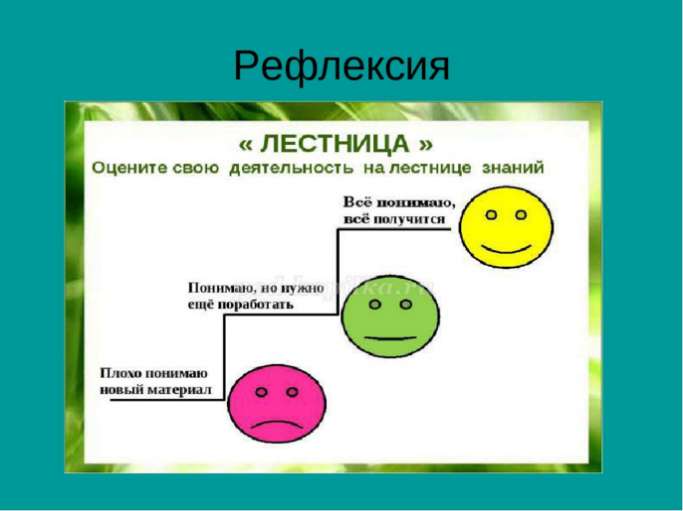 Рефлексия
« ЛЕСТНИЦА »
Оцените свою деятельность на лестнице знаний
Всё понимаю,
всё получится
Понимаю, но нужно
ещё поработать
Плохо понимаю
новый материал